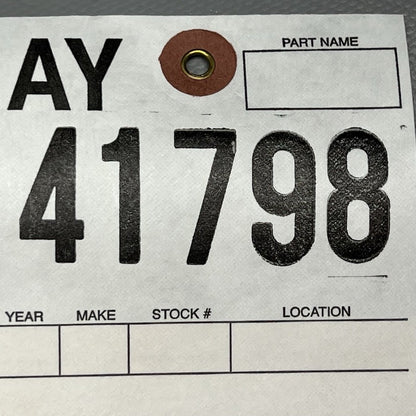 AY
PART NAME
41798
YEAR MAKE STOCK # LOCATION